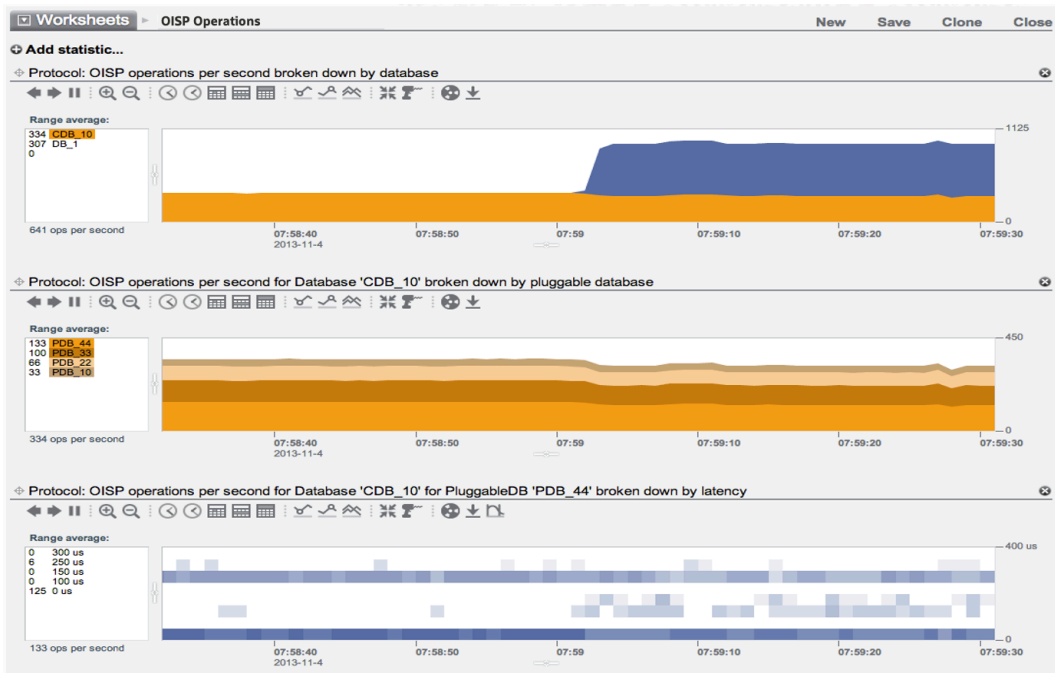 Worksheets OISP Operations New Save Clone Close
Add statistic...
Protocol: OISP operations per second broken down by database
Range average:
334 CDB_10
307 DB_1
0
641 ops per second
1125
0
07:58:40 07:58:50 07:59 07:59:10 07:59:20 07:59:30
2013-11-4
Protocol: OISP operations per second for Database 'CDB_10' broken down by pluggable database
Range average:
133 PDB_44
100 PDB_33
66 PDB_22
33 PDB_10
334 ops per second
450
0
07:58:40 07:58:50 07:59 07:59:10 07:59:20 07:59:30
2013-11-4
Protocol: OISP operations per second for Database 'CDB_10' for PluggableDB 'PDB_44' broken down by latency
Range average:
0 300 us
6 250 us
0 150 us
0 100 us
125 0 us
133 ops per second
400 us
0
07:58:40 07:58:50 07:59 07:59:10 07:59:20 07:59:30
2013-11-4